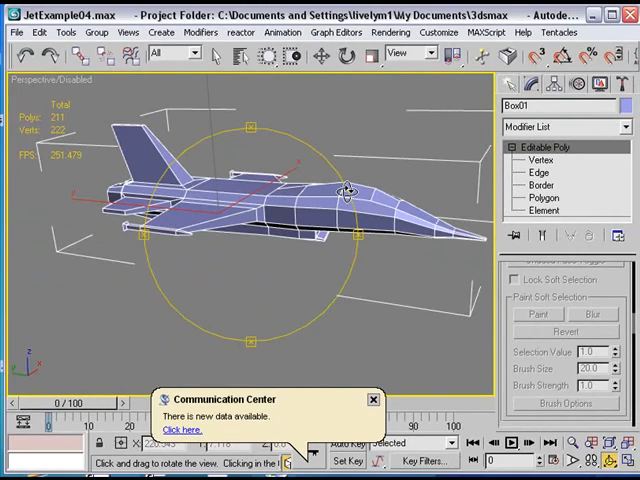 JetExample04.max - Project Folder: C:\Documents and Settings\livelym1\My Documents\3dsmax - Autode...
File Edit Tools Group Views Create Modifiers reactor Animation Graph Editors Rendering Customize MAXScript Help Tentacles
All
View
Perspective/Disabled
Total
Polys: 211
Verts: 222
FPS: 251.479
Box01
Modifier List
Editable Poly
Vertex
Edge
Border
Polygon
Element
Lock Soft Selection
Paint Soft Selection
Paint Blur
Revert
Selection Value 1.0
Brush Size 20.0
Brush Strength 1.0
Brush Options
0 / 100
Communication Center
There is new data available.
Click here.
0
90 100
Auto Key Selected
Click and drag to rotate the view. Clicking in the
Set Key Key Filters... 0
x
y
z